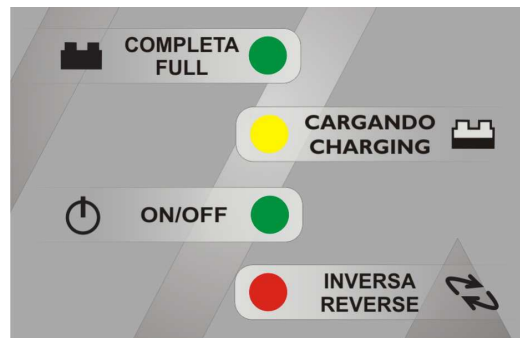 COMPLETA
FULL
CARGANDO
CHARGING
ON/OFF
INVERSA
REVERSE